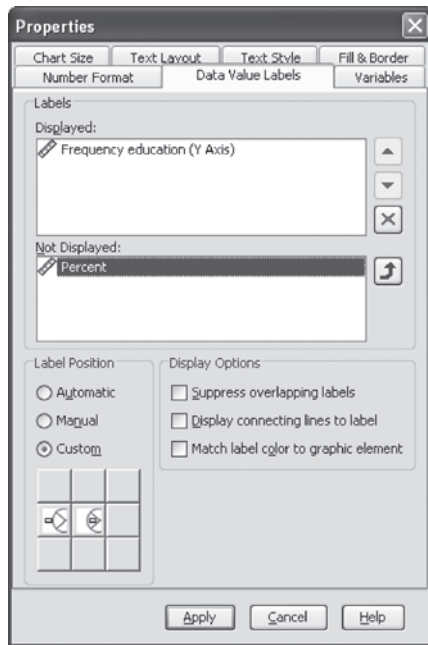 Properties
Chart Size Text Layout Text Style Fill & Border
Number Format Data Value Labels Variables
Labels
Displayed:
Frequency education (Y Axis)
Not Displayed:
Percent
Label Position
Automatic
Manual
Custom
Display Options
Suppress overlapping labels
Display connecting lines to label
Match label color to graphic element
Apply Cancel Help